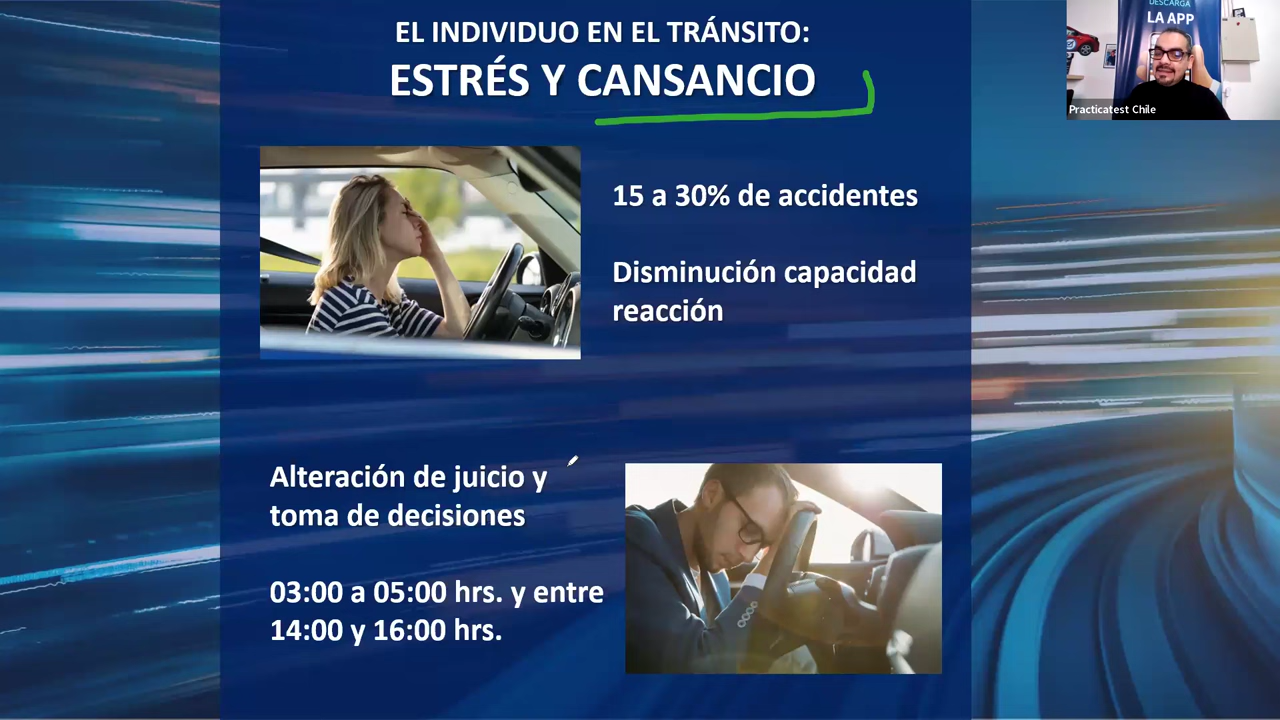 EL INDIVIDUO EN EL TRÁNSITO:
ESTRÉS Y CANSANCIO
15 a 30% de accidentes
Disminución capacidad
reacción
Alteración de juicio y
toma de decisiones
03:00 a 05:00 hrs. y entre
14:00 y 16:00 hrs.
DESCARGA
LA APP
Practicatest Chile